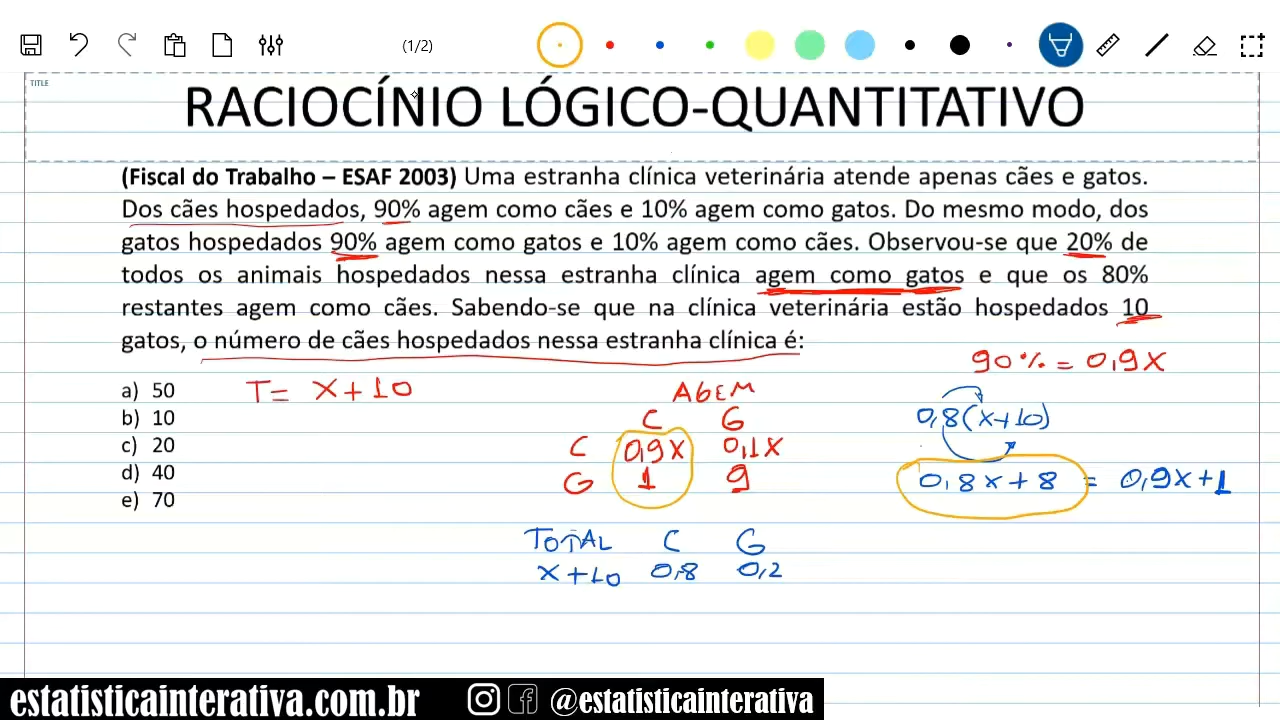 (1/2)
TITLE
RACIOCÍNIO LÓGICO-QUANTITATIVO
(Fiscal do Trabalho – ESAF 2003) Uma estranha clínica veterinária atende apenas cães e gatos.
Dos cães hospedados, 90% agem como cães e 10% agem como gatos. Do mesmo modo, dos
gatos hospedados 90% agem como gatos e 10% agem como cães. Observou-se que 20% de
todos os animais hospedados nessa estranha clínica agem como gatos e que os 80%
restantes agem como cães. Sabendo-se que na clínica veterinária estão hospedados 10
gatos, o número de cães hospedados nessa estranha clínica é:
90% = 0,9x
a) 50
T= x+10
AGEM
b) 10
C G
0,8(x+10)
c) 20
C 0,9x 0,1x
d) 40
G 1 9
0,8x+8 = 0,9x+1
e) 70
TOTAL C G
x+10 0,8 0,2
estatisticainterativa.com.br @estatisticainterativa